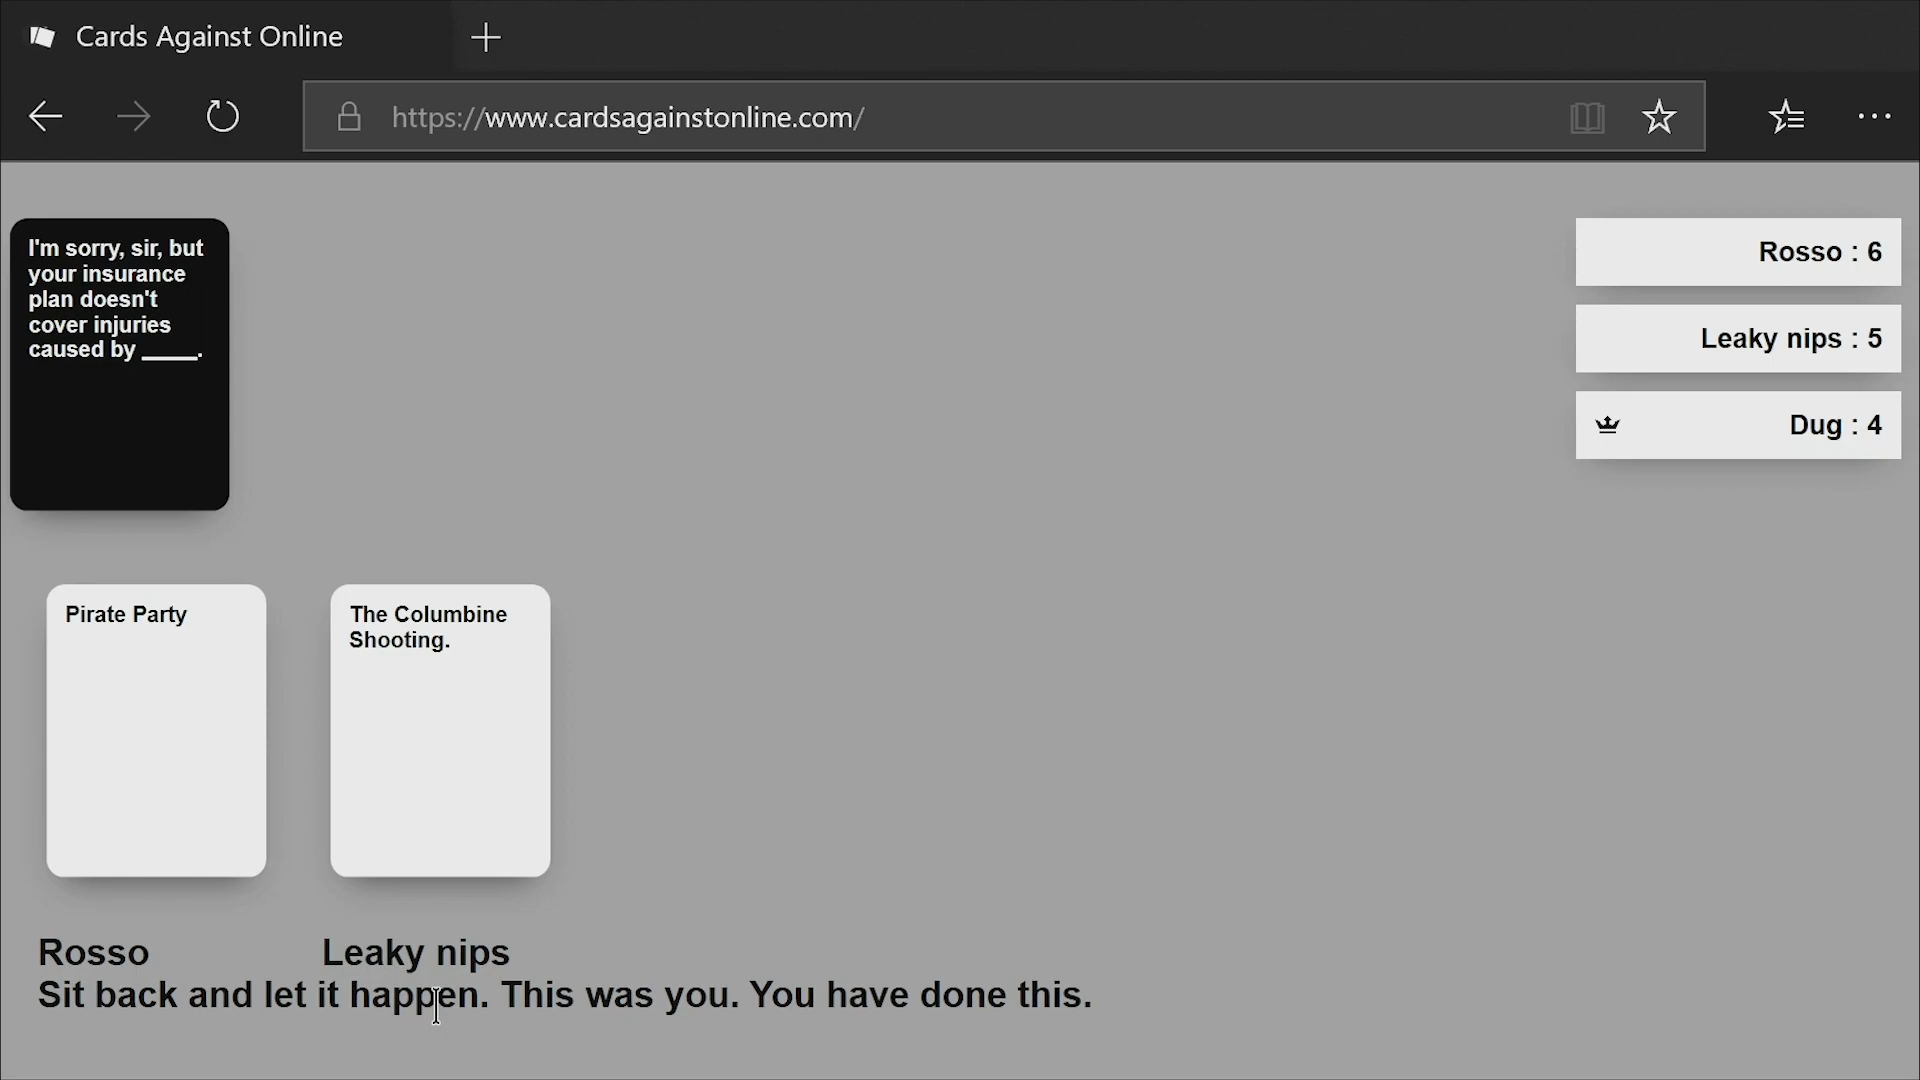 Cards Against Online
https://www.cardsagainstonline.com/
I'm sorry, sir, but
your insurance
plan doesn't
cover injuries
caused by _____.
Rosso : 6
Leaky nips : 5
Dug : 4
Pirate Party
The Columbine
Shooting.
Rosso
Leaky nips
Sit back and let it happen. This was you. You have done this.